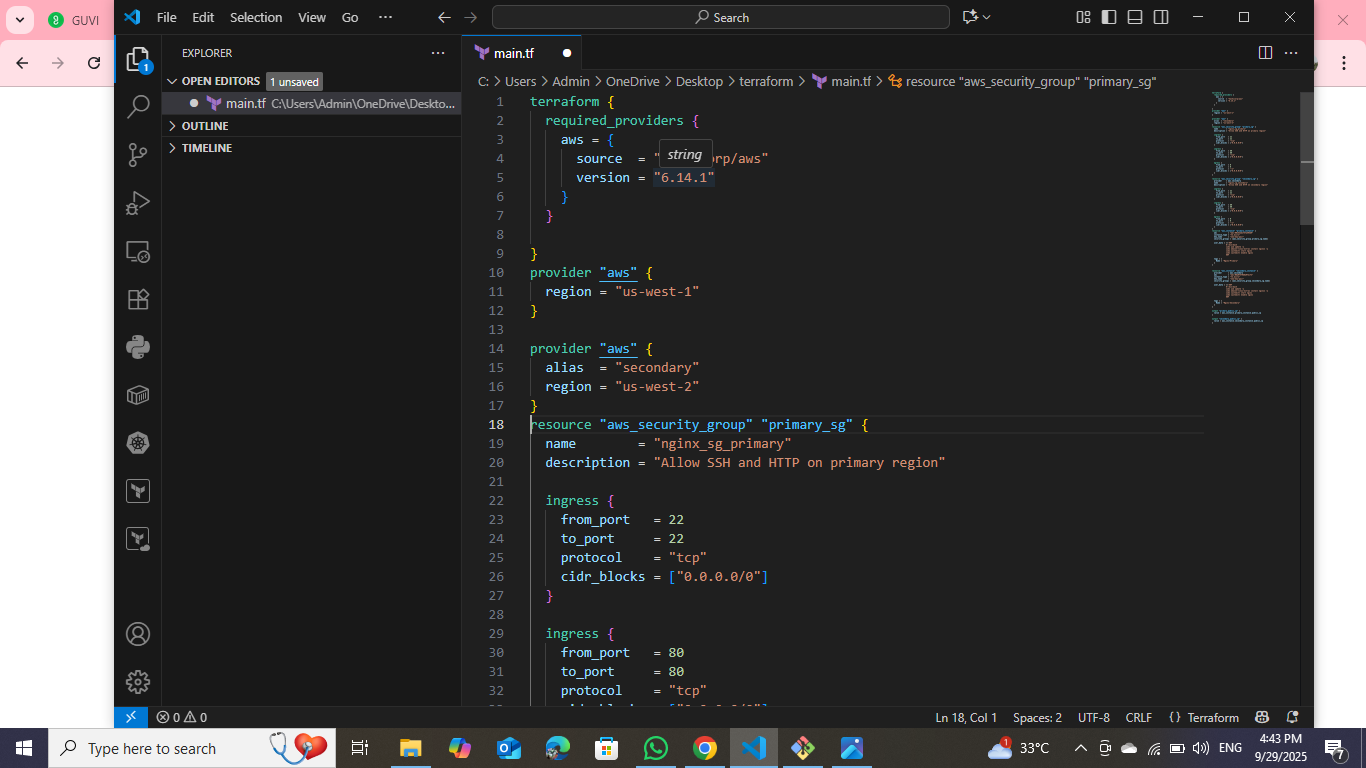 GUVI
File Edit Selection View Go ···
Search
EXPLORER
OPEN EDITORS 1 unsaved
main.tf C:\Users\Admin\OneDrive\Deskto...
OUTLINE
TIMELINE
1
main.tf
C: > Users > Admin > OneDrive > Desktop > terraform > main.tf > resource "aws_security_group" "primary_sg"
1 terraform {
2 required_providers {
3 aws = {
string
4 source = " orp/aws"
5 version = "6.14.1"
6 }
7 }
8
9 }
10 provider "aws" {
11 region = "us-west-1"
12 }
13
14 provider "aws" {
15 alias = "secondary"
16 region = "us-west-2"
17 }
18 resource "aws_security_group" "primary_sg" {
19 name = "nginx_sg_primary"
20 description = "Allow SSH and HTTP on primary region"
21
22 ingress {
23 from_port = 22
24 to_port = 22
25 protocol = "tcp"
26 cidr_blocks = ["0.0.0.0/0"]
27 }
28
29 ingress {
30 from_port = 80
31 to_port = 80
32 protocol = "tcp"
0 0
Ln 18, Col 1 Spaces: 2 UTF-8 CRLF {} Terraform
Type here to search
1
33°C
ENG
4:43 PM
9/29/2025
7